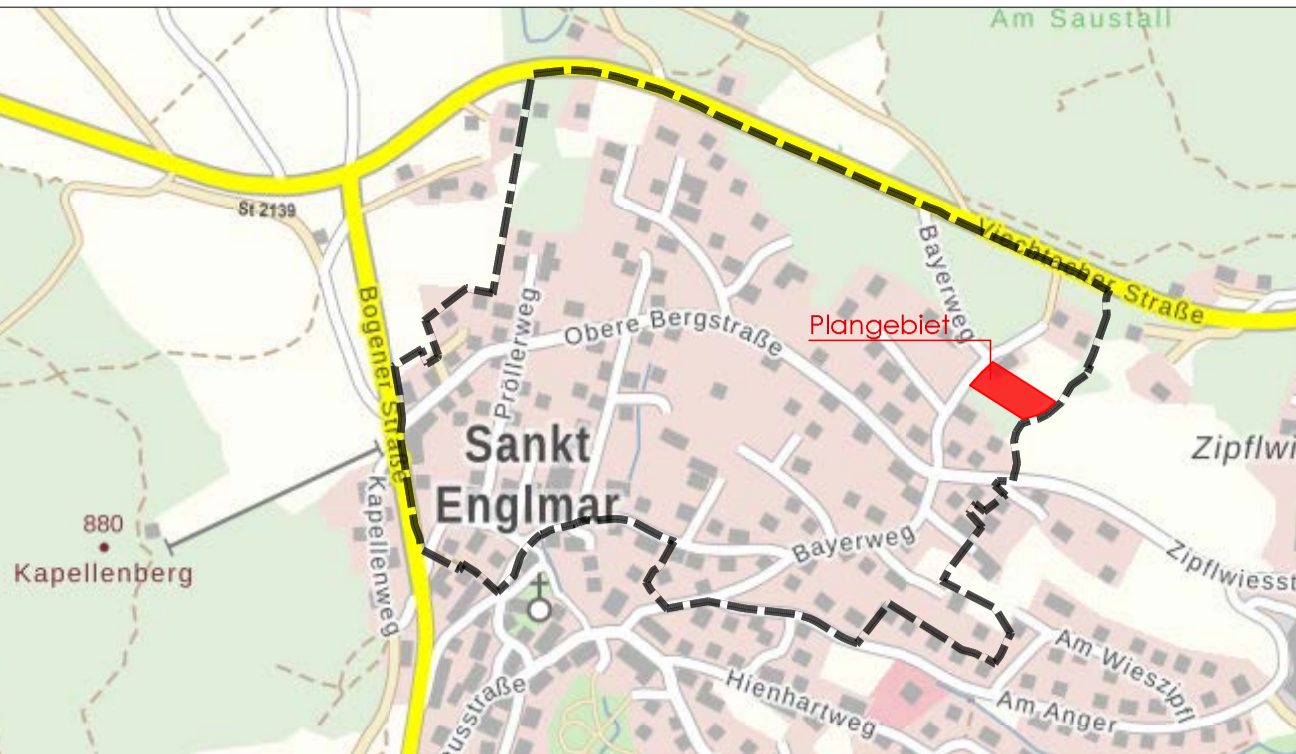 Am Saustall
St 2139
Bayerweg
Viechtacher Straße
Bogener Straße
Pröllerweg
Obere Bergstraße
Plangebiet
Sankt
Englmar
Zipflwi
880
Kapellenberg
Kapellenweg
Bayerweg
Zipflwiesst
Am Wieszipfl
Am Anger
Hienhartweg
usstraße